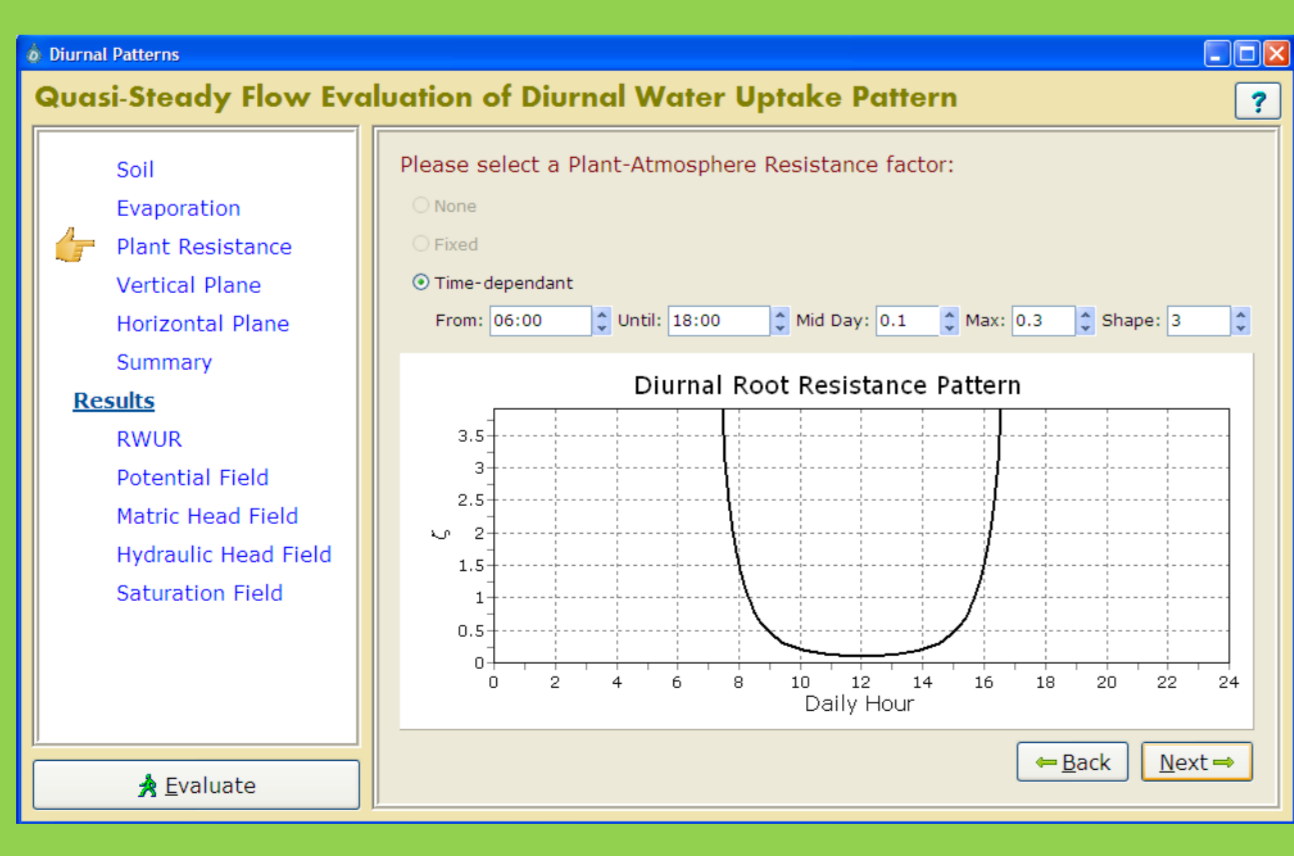 Diurnal Patterns
Quasi-Steady Flow Evaluation of Diurnal Water Uptake Pattern
?
Soil
Evaporation
Plant Resistance
Vertical Plane
Horizontal Plane
Summary
Results
RWUR
Potential Field
Matric Head Field
Hydraulic Head Field
Saturation Field
Evaluate
Please select a Plant-Atmosphere Resistance factor:
None
Fixed
Time-dependant
From: 06:00 Until: 18:00 Mid Day: 0.1 Max: 0.3 Shape: 3
Diurnal Root Resistance Pattern
3.5
3
2.5
2
1.5
1
0.5
0
ζ
0 2 4 6 8 10 12 14 16 18 20 22 24
Daily Hour
Back Next